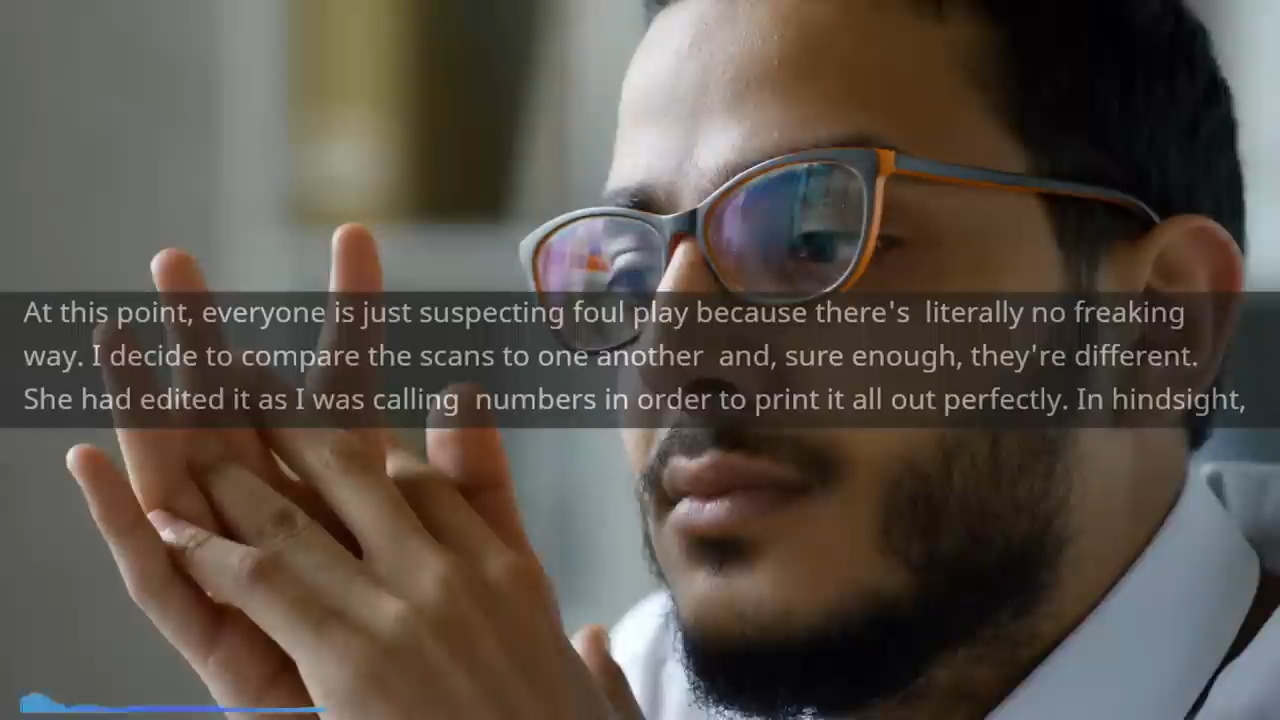 At this point, everyone is just suspecting foul play because there's literally no freaking
way. I decide to compare the scans to one another and, sure enough, they're different.
She had edited it as I was calling numbers in order to print it all out perfectly. In hindsight,